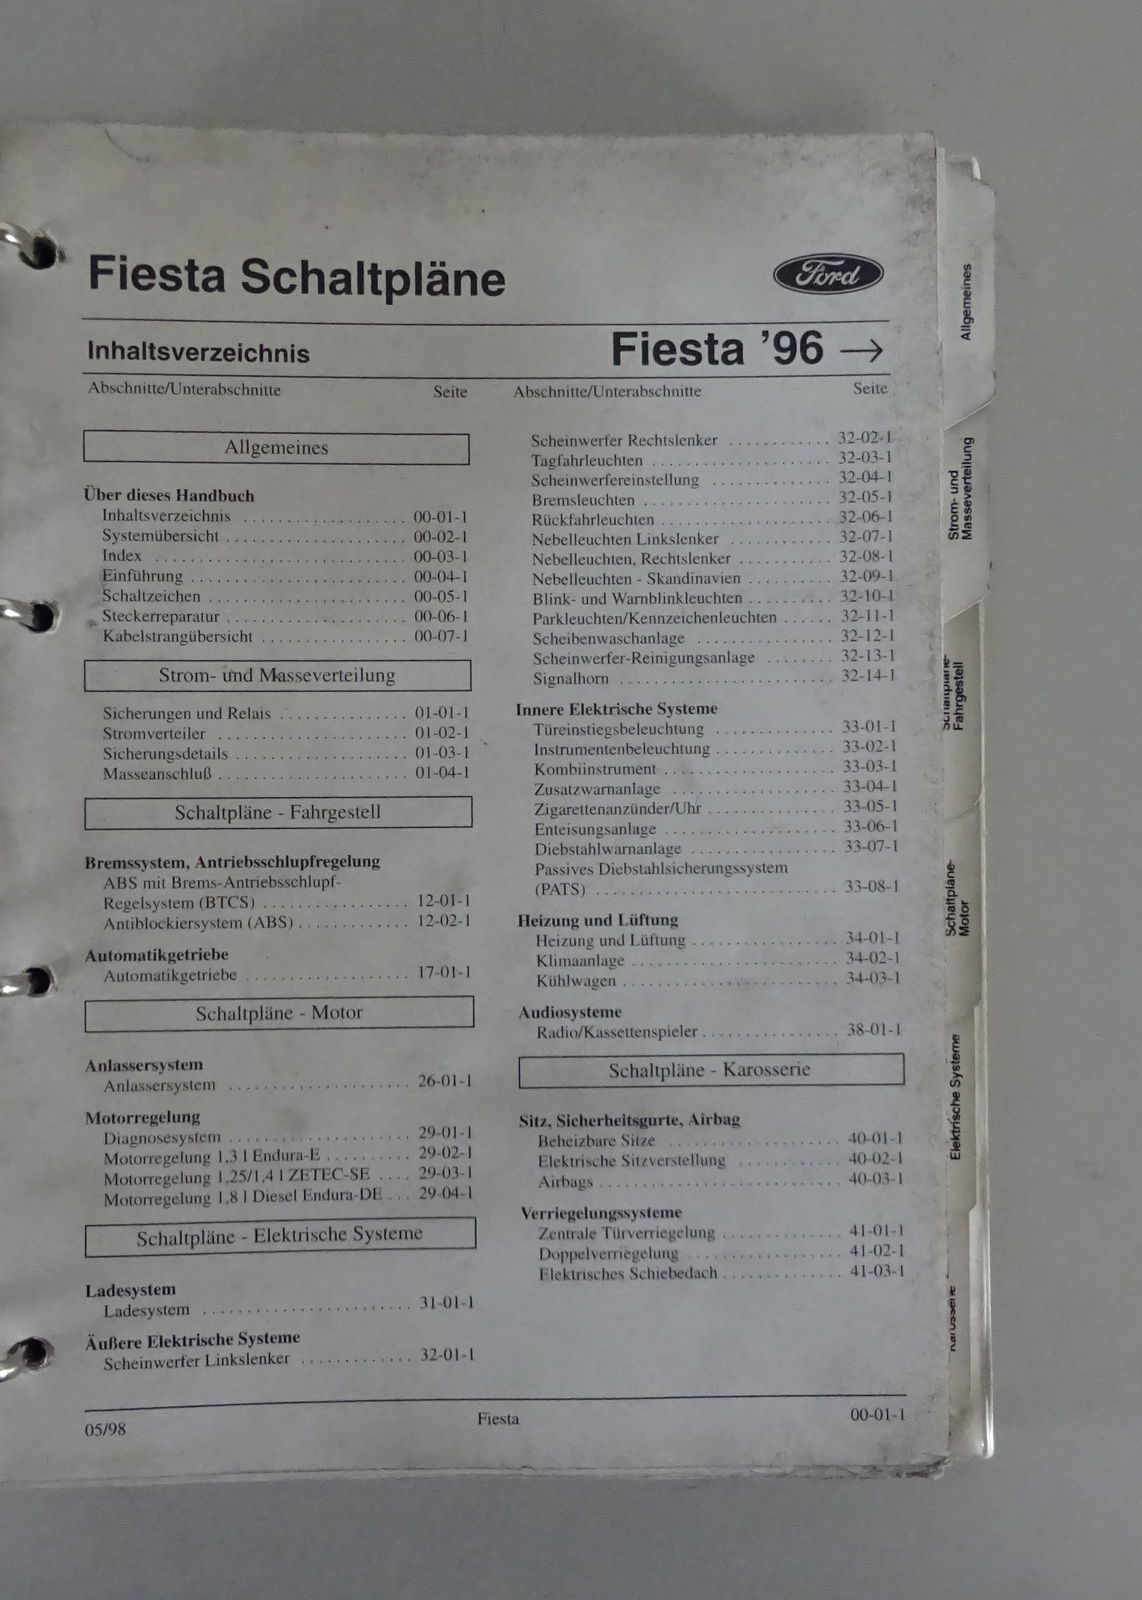 Fiesta Schaltpläne
Ford
Inhaltsverzeichnis
Fiesta '96 →
Abschnitte/Unterabschnitte Seite
Allgemeines
Über dieses Handbuch
Inhaltsverzeichnis ........ 00-01-1
Systemübersicht ........ 00-02-1
Index ........ 00-03-1
Einführung ........ 00-04-1
Schaltzeichen ........ 00-05-1
Steckerreparatur ........ 00-06-1
Kabelstrangübersicht ........ 00-07-1
Strom- und Masseverteilung
Sicherungen und Relais ........ 01-01-1
Stromverteiler ........ 01-02-1
Sicherungsdetails ........ 01-03-1
Masseanschluß ........ 01-04-1
Schaltpläne - Fahrgestell
Bremssystem, Antriebsschlupfregelung
ABS mit Brems-Antriebsschlupf-
Regelsystem (BTCS) ........ 12-01-1
Antiblockiersystem (ABS) ........ 12-02-1
Automatikgetriebe
Automatikgetriebe ........ 17-01-1
Schaltpläne - Motor
Anlassersystem
Anlassersystem ........ 26-01-1
Motorregelung
Diagnosesystem ........ 29-01-1
Motorregelung 1,3 l Endura-E ........ 29-02-1
Motorregelung 1,25/1,4 l ZETEC-SE .... 29-03-1
Motorregelung 1,8 l Diesel Endura-DE ... 29-04-1
Schaltpläne - Elektrische Systeme
Ladesystem
Ladesystem ........ 31-01-1
Äußere Elektrische Systeme
Scheinwerfer Linkslenker ........ 32-01-1
Abschnitte/Unterabschnitte Seite
Scheinwerfer Rechtslenker ........ 32-02-1
Tagfahrleuchten ........ 32-03-1
Scheinwerfereinstellung ........ 32-04-1
Bremsleuchten ........ 32-05-1
Rückfahrleuchten ........ 32-06-1
Nebelleuchten Linkslenker ........ 32-07-1
Nebelleuchten, Rechtslenker ........ 32-08-1
Nebelleuchten - Skandinavien ........ 32-09-1
Blink- und Warnblinkleuchten ........ 32-10-1
Parkleuchten/Kennzeichenleuchten ...... 32-11-1
Scheibenwaschanlage ........ 32-12-1
Scheinwerfer-Reinigungsanlage ........ 32-13-1
Signalhorn ........ 32-14-1
Innere Elektrische Systeme
Türeinstiegsbeleuchtung ........ 33-01-1
Instrumentenbeleuchtung ........ 33-02-1
Kombiinstrument ........ 33-03-1
Zusatzwarnanlage ........ 33-04-1
Zigarettenanzünder/Uhr ........ 33-05-1
Enteisungsanlage ........ 33-06-1
Diebstahlwarnanlage ........ 33-07-1
Passives Diebstahlsicherungssystem
(PATS) ........ 33-08-1
Heizung und Lüftung
Heizung und Lüftung ........ 34-01-1
Klimaanlage ........ 34-02-1
Kühlwagen ........ 34-03-1
Audiosysteme
Radio/Kassettenspieler ........ 38-01-1
Schaltpläne - Karosserie
Sitz, Sicherheitsgurte, Airbag
Beheizbare Sitze ........ 40-01-1
Elektrische Sitzverstellung ........ 40-02-1
Airbags ........ 40-03-1
Verriegelungssysteme
Zentrale Türverriegelung ........ 41-01-1
Doppelverriegelung ........ 41-02-1
Elektrisches Schiebedach ........ 41-03-1
05/98 Fiesta 00-01-1
Allgemeines
Strom- und
Masseverteilung
Schaltpläne-
Fahrgestell
Schaltpläne-
Motor
Elektrische Systeme
Karosserie